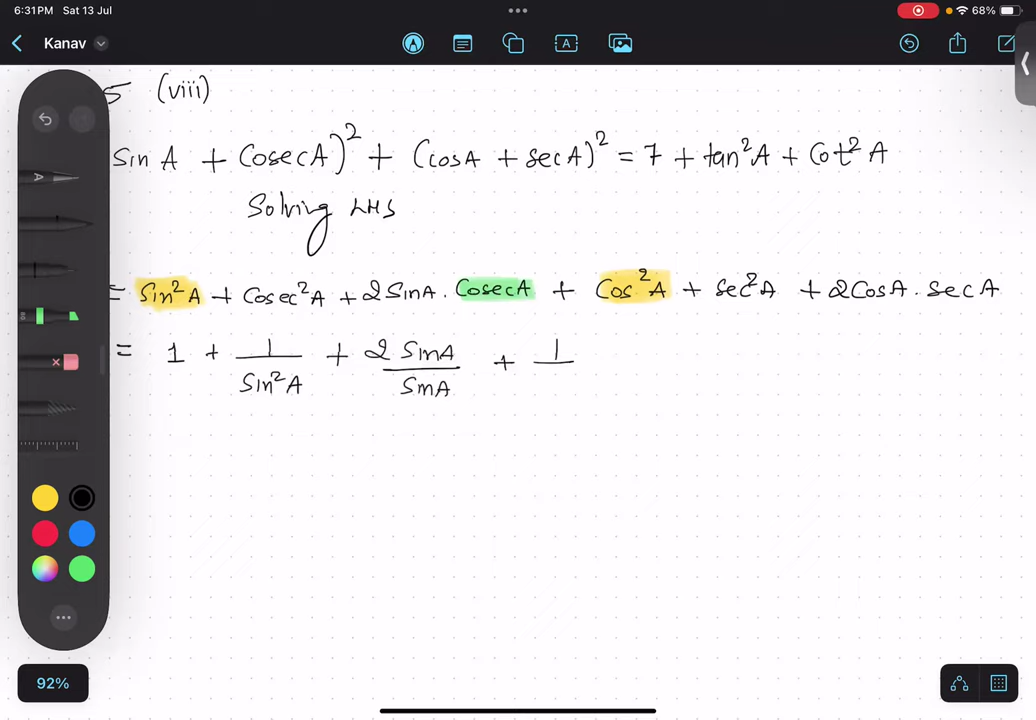 6:31PM Sat 13 Jul
68%
Kanav
A
5 (viii)
sin A + CosecA)² + (cosA + secA)² = 7 + tan²A + Cot²A
Solving LHS
= Sin²A + Cosec²A + 2SinA. CosecA + Cos²A + sec²A + 2CosA. SecA
= 1 + 1/Sin²A + 2 SinA/SinA + 1/
92%